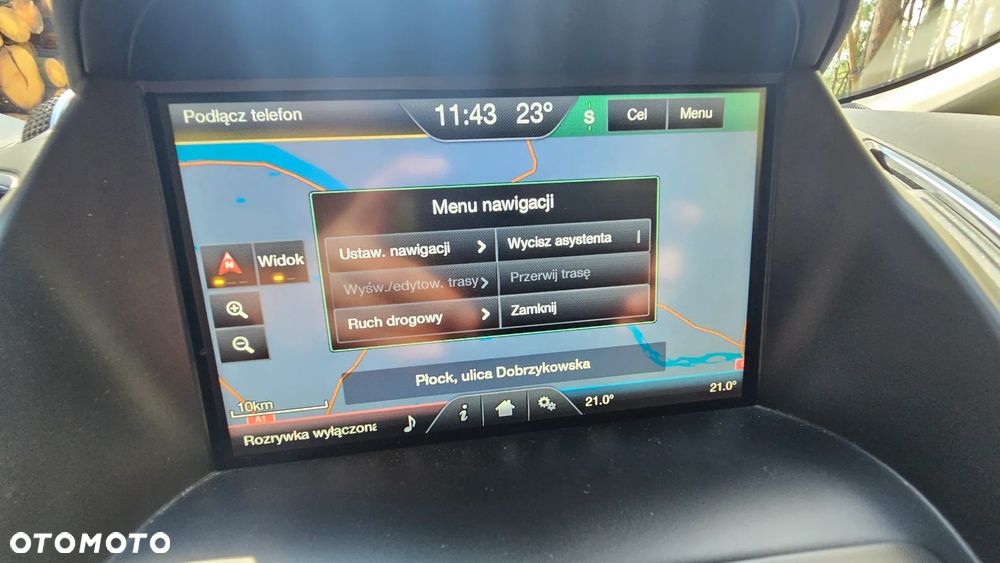 Podłącz telefon
11:43 23°
S
Cel
Menu
Menu nawigacji
Ustaw. nawigacji
Wycisz asystenta
Wyśw./edytow. trasy
Przerwij trasę
Ruch drogowy
Zamknij
N
Widok
Płock, ulica Dobrzykowska
10km
A1
Rozrywka wyłączona
i
21.0°
21.0°
OTOMOTO